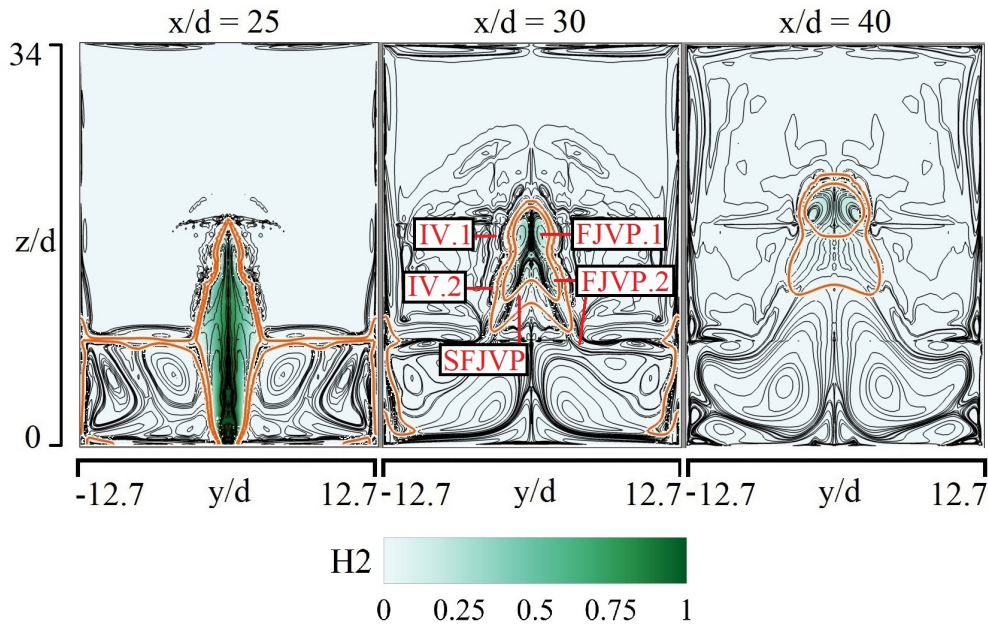 x/d = 25 x/d = 30 x/d = 40
34
z/d
0
IV.1 FJVP.1
IV.2 FJVP.2
SFJVP
-12.7 y/d 12.7 -12.7 y/d 12.7 -12.7 y/d 12.7
H2
0 0.25 0.5 0.75 1